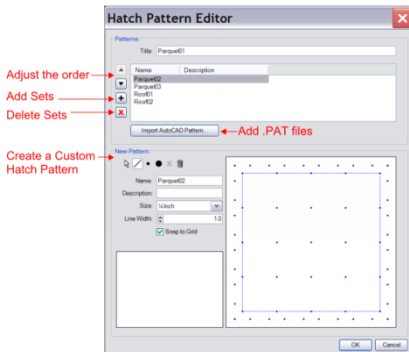 Hatch Pattern Editor
Patterns
Title: Parquet01
Adjust the order
Name Description
Parquet02
Parquet03
Roof01
Roof02
Add Sets
Delete Sets
Import AutoCAD Pattern...
Add .PAT files
Create a Custom
Hatch Pattern
New Pattern
Name: Parquet02
Description:
Size: ¼ Inch
Line Width: 1.0
Snap to Grid
OK Cancel